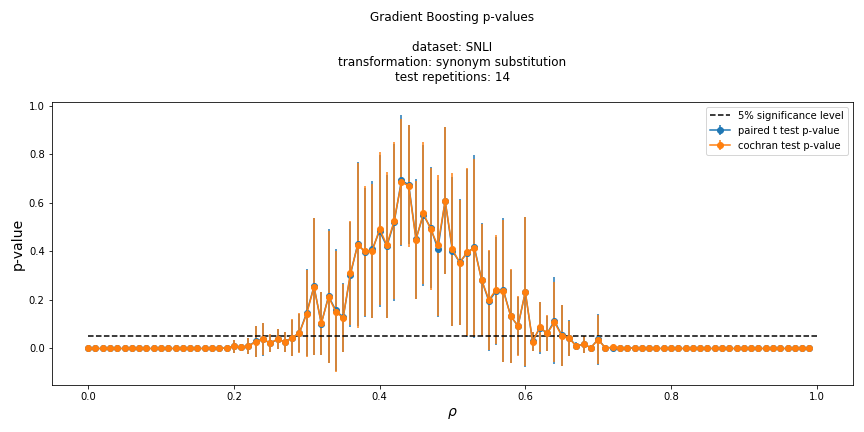 Gradient Boosting p-values
dataset: SNLI
transformation: synonym substitution
test repetitions: 14
1.0
0.8
0.6
0.4
0.2
0.0
p-value
5% significance level
paired t test p-value
cochran test p-value
0.0 0.2 0.4 0.6 0.8 1.0
ρ